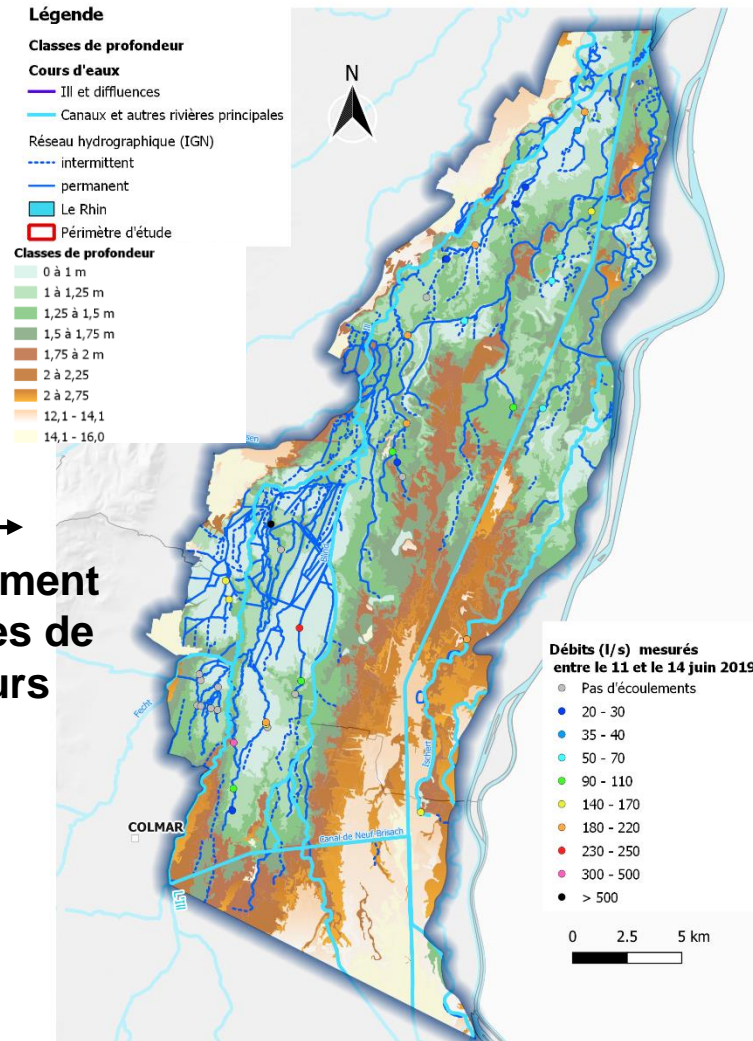 Légende
Classes de profondeur
Cours d'eaux
Ill et diffluences
Canaux et autres rivières principales
Réseau hydrographique (IGN)
intermittent
permanent
Le Rhin
Périmètre d'étude
Classes de profondeur
0 à 1 m
1 à 1,25 m
1,25 à 1,5 m
1,5 à 1,75 m
1,75 à 2 m
2 à 2,25
2 à 2,75
12,1 - 14,1
14,1 - 16,0
N
ment
es de
urs
Fecht
COLMAR
Ischert
Canal de Neuf-Brisach
Débits (l/s) mesurés
entre le 11 et le 14 juin 2019
Pas d'écoulements
20 - 30
35 - 40
50 - 70
90 - 110
140 - 170
180 - 220
230 - 250
300 - 500
> 500
0 2.5 5 km